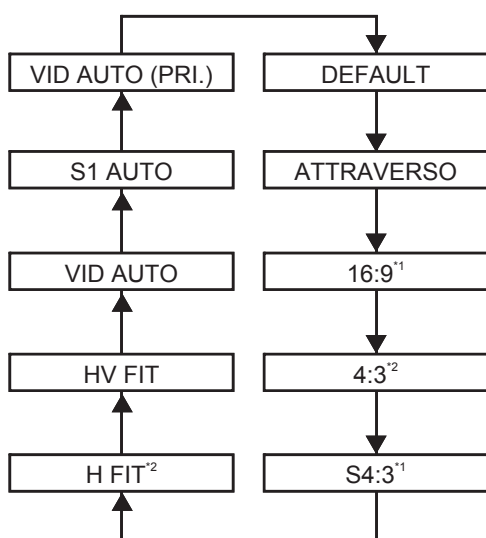 VID AUTO (PRI.)
DEFAULT
S1 AUTO
ATTRAVERSO
VID AUTO
16:9*1
HV FIT
4:3*2
H FIT*2
S4:3*1